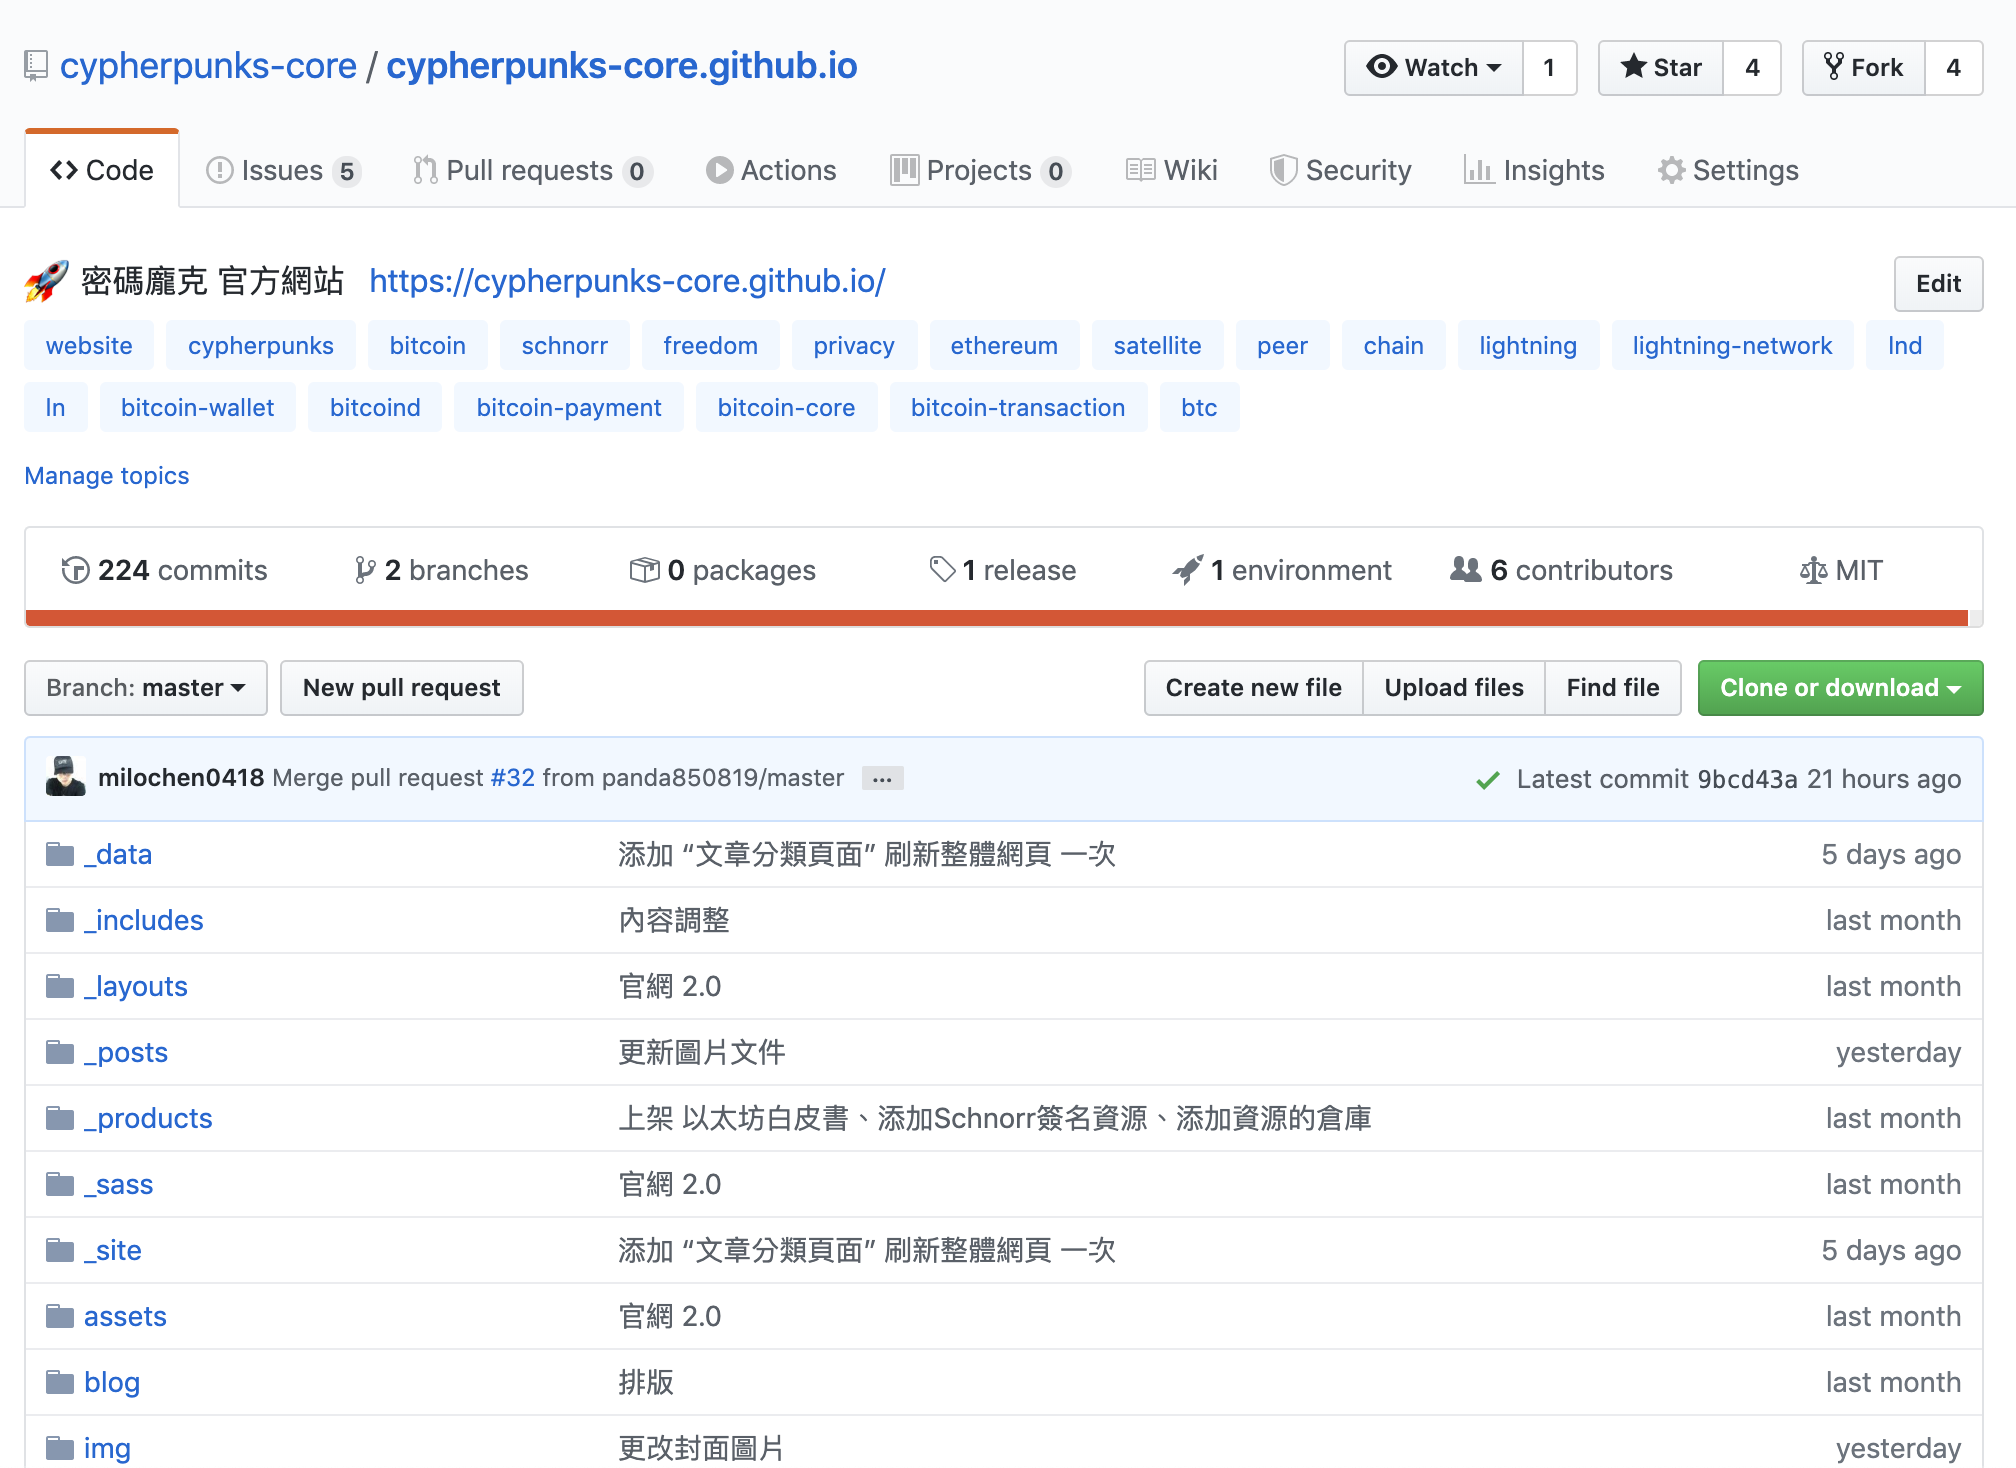 cypherpunks-core / cypherpunks-core.github.io
Watch 1 Star 4 Fork 4
Code Issues 5 Pull requests 0 Actions Projects 0 Wiki Security Insights Settings
🚀 密碼龐克 官方網站 https://cypherpunks-core.github.io/ Edit
website cypherpunks bitcoin schnorr freedom privacy ethereum satellite peer chain lightning lightning-network lnd
ln bitcoin-wallet bitcoind bitcoin-payment bitcoin-core bitcoin-transaction btc
Manage topics
224 commits 2 branches 0 packages 1 release 1 environment 6 contributors MIT
Branch: master New pull request Create new file Upload files Find file Clone or download
milochen0418 Merge pull request #32 from panda850819/master ... Latest commit 9bcd43a 21 hours ago
_data 添加 “文章分類頁面” 刷新整體網頁 一次 5 days ago
_includes 內容調整 last month
_layouts 官網 2.0 last month
_posts 更新圖片文件 yesterday
_products 上架 以太坊白皮書、添加Schnorr簽名資源、添加資源的倉庫 last month
_sass 官網 2.0 last month
_site 添加 “文章分類頁面” 刷新整體網頁 一次 5 days ago
assets 官網 2.0 last month
blog 排版 last month
img 更改封面圖片 yesterday